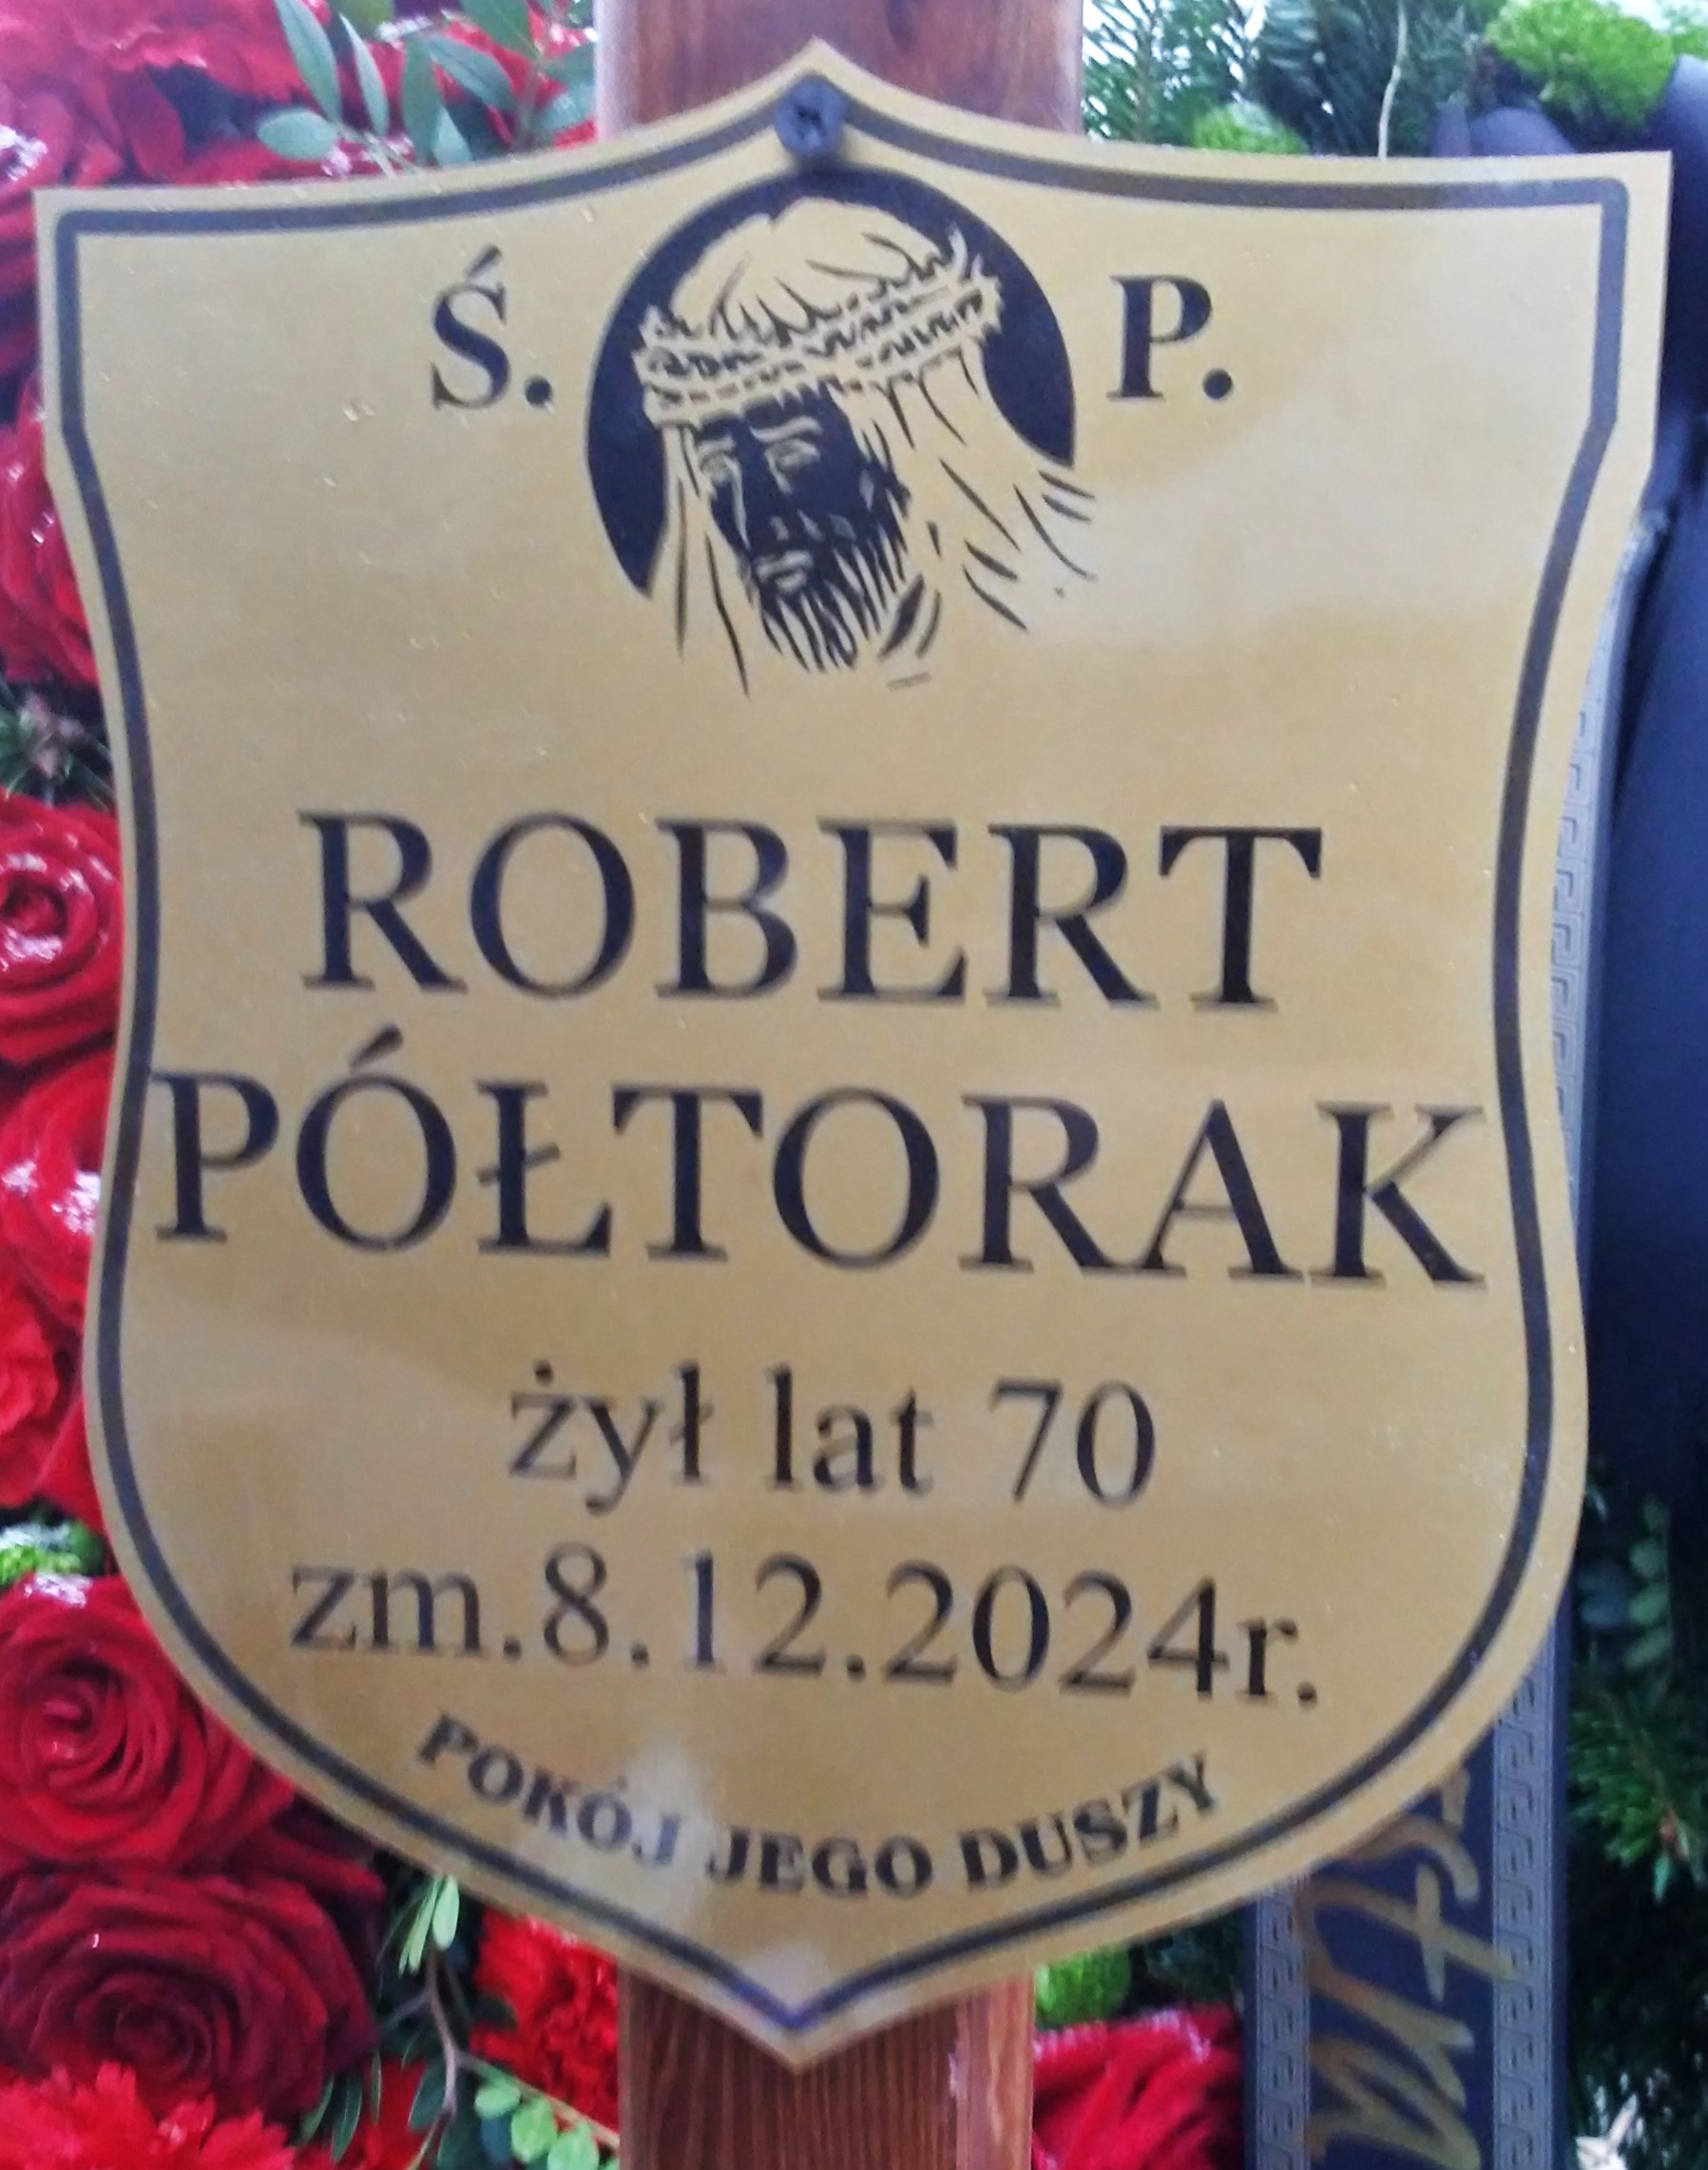 Ś. P.
ROBERT
PÓŁTORAK
żył lat 70
zm.8.12.2024r.
POKÓJ JEGO DUSZY